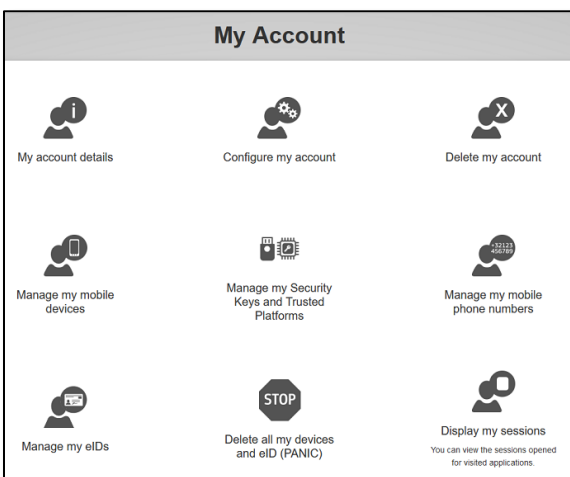 My Account
i
X
My account details
Configure my account
Delete my account
+32123
456789
Manage my mobile
devices
Manage my Security
Keys and Trusted
Platforms
Manage my mobile
phone numbers
STOP
Manage my eIDs
Delete all my devices
and eID (PANIC)
Display my sessions
You can view the sessions opened
for visited applications.